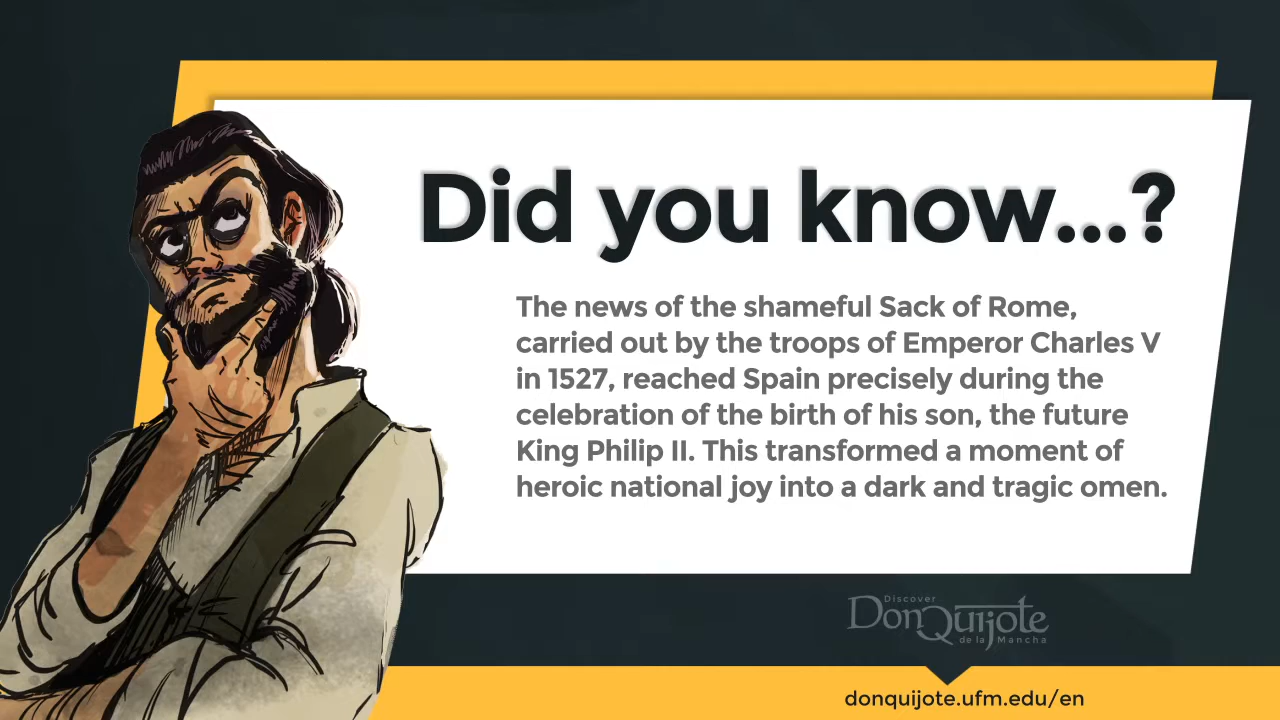 Did you know...?
The news of the shameful Sack of Rome,
carried out by the troops of Emperor Charles V
in 1527, reached Spain precisely during the
celebration of the birth of his son, the future
King Philip II. This transformed a moment of
heroic national joy into a dark and tragic omen.
Discover
Don Quijote
de la Mancha
donquijote.ufm.edu/en